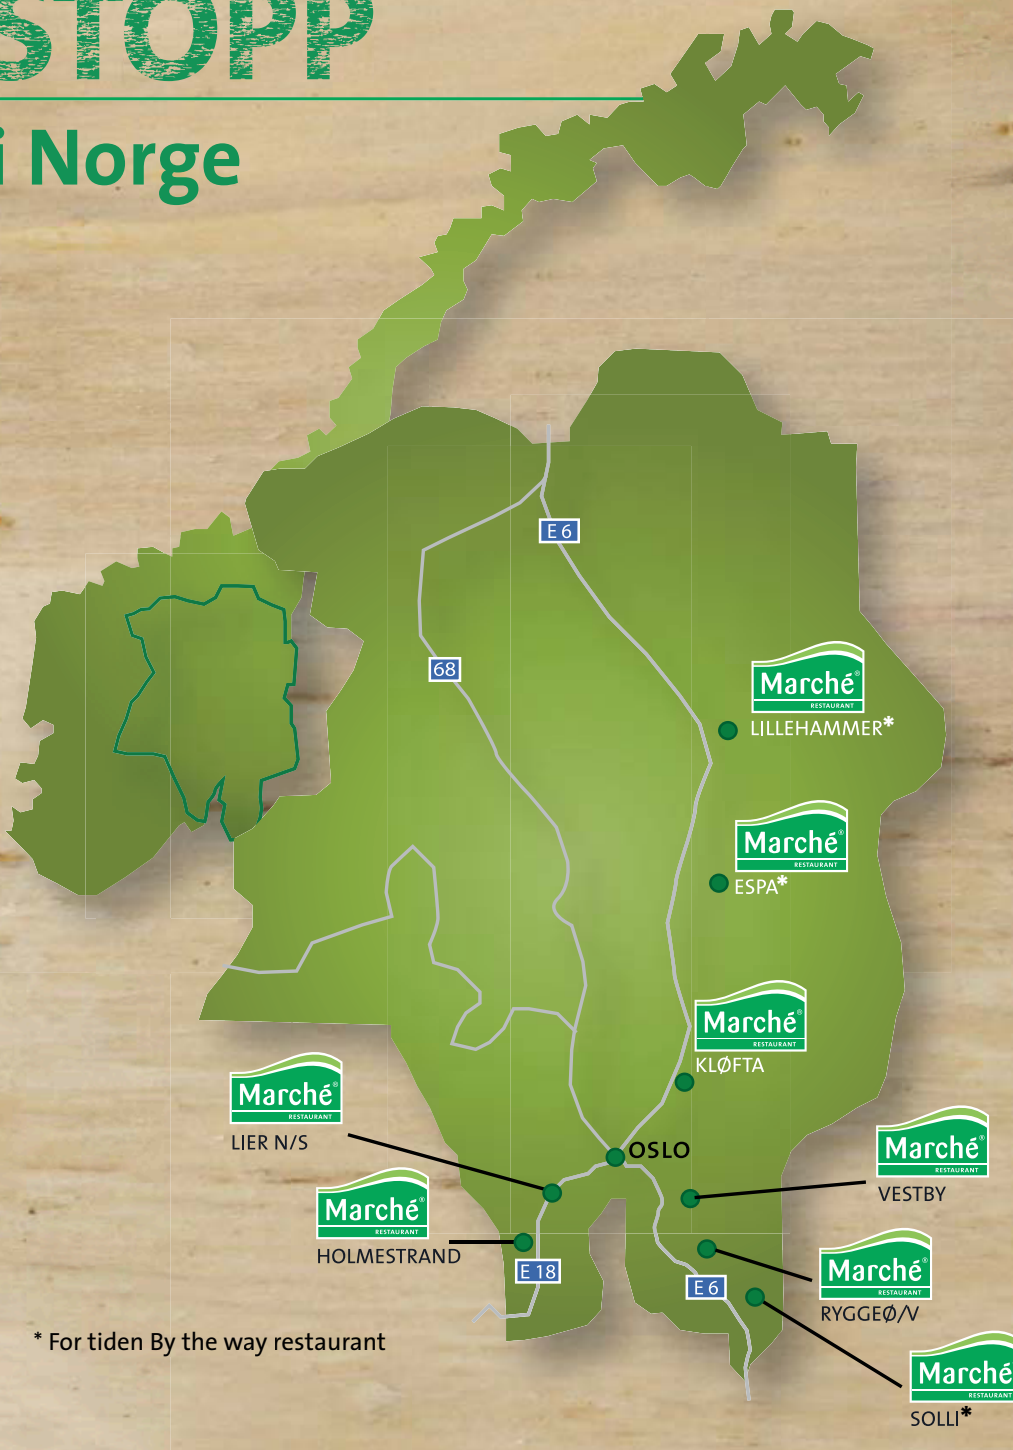 STOPP
i Norge
E 6
68
Marché®
RESTAURANT
LILLEHAMMER*
Marché®
RESTAURANT
ESPA*
Marché®
RESTAURANT
KLØFTA
Marché®
RESTAURANT
LIER N/S
OSLO
Marché®
RESTAURANT
VESTBY
Marché®
RESTAURANT
HOLMESTRAND
E 18
E 6
Marché®
RESTAURANT
RYGGEØ/V
* For tiden By the way restaurant
Marché
RESTAURANT
SOLLI*